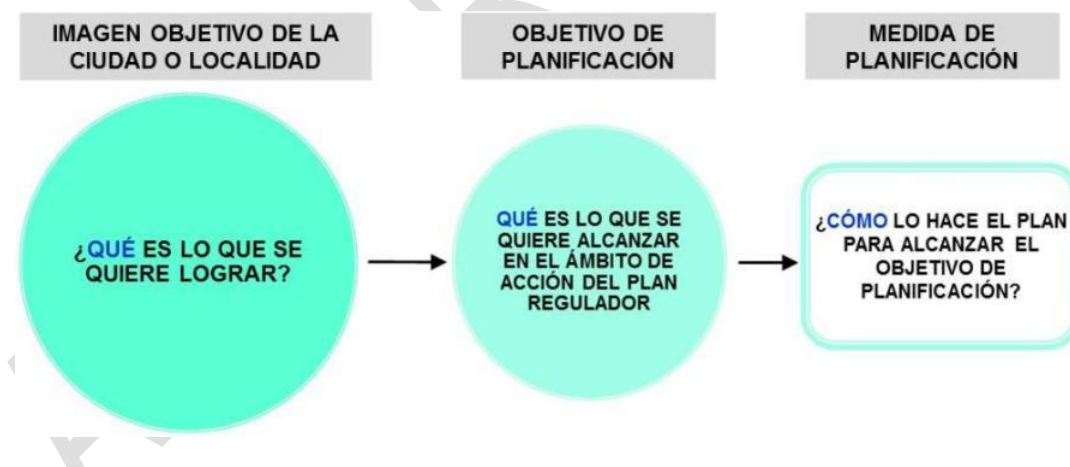 IMAGEN OBJETIVO DE LA
CIUDAD O LOCALIDAD
OBJETIVO DE
PLANIFICACIÓN
MEDIDA DE
PLANIFICACIÓN
¿QUÉ ES LO QUE SE
QUIERE LOGRAR?
QUÉ ES LO QUE SE
QUIERE ALCANZAR
EN EL ÁMBITO DE
ACCIÓN DEL PLAN
REGULADOR
¿CÓMO LO HACE EL PLAN
PARA ALCANZAR EL
OBJETIVO DE
PLANIFICACIÓN?